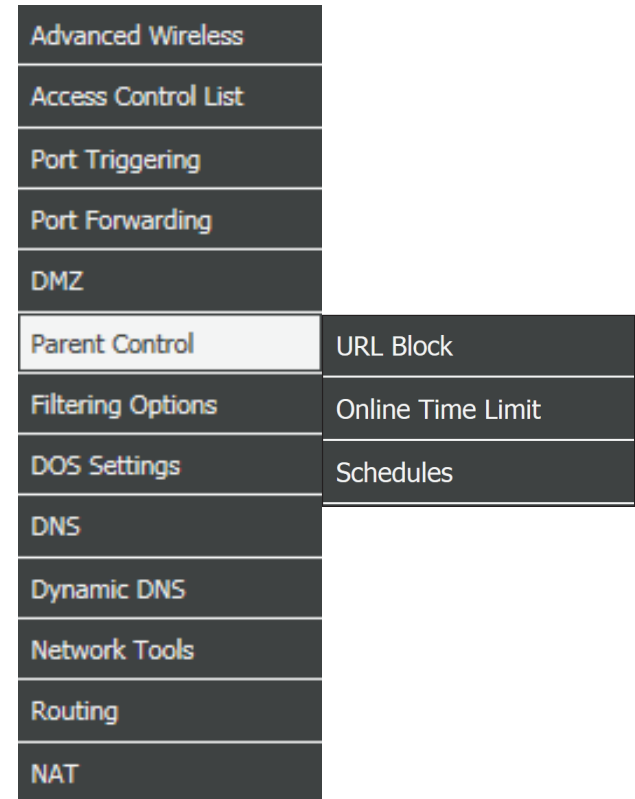 Advanced Wireless
Access Control List
Port Triggering
Port Forwarding
DMZ
Parent Control
URL Block
Filtering Options
Online Time Limit
DOS Settings
Schedules
DNS
Dynamic DNS
Network Tools
Routing
NAT